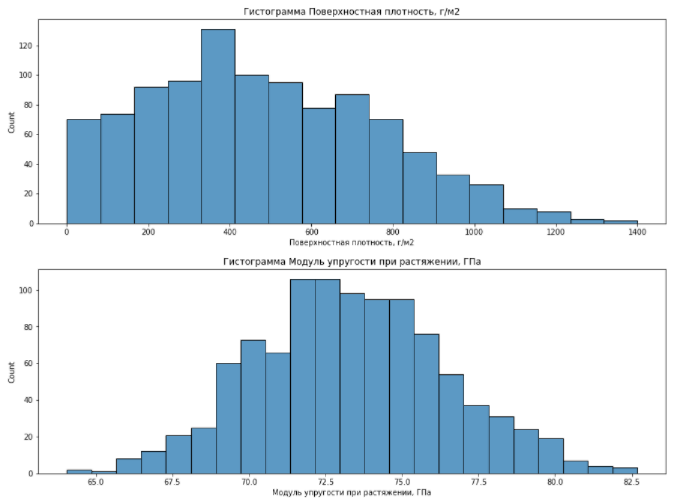 Гистограмма Поверхностная плотность, г/м2
120
100
80
60
40
20
0
Count
0 200 400 600 800 1000 1200 1400
Поверхностная плотность, г/м2
Гистограмма Модуль упругости при растяжении, ГПа
100
80
60
40
20
0
Count
65.0 67.5 70.0 72.5 75.0 77.5 80.0 82.5
Модуль упругости при растяжении, ГПа